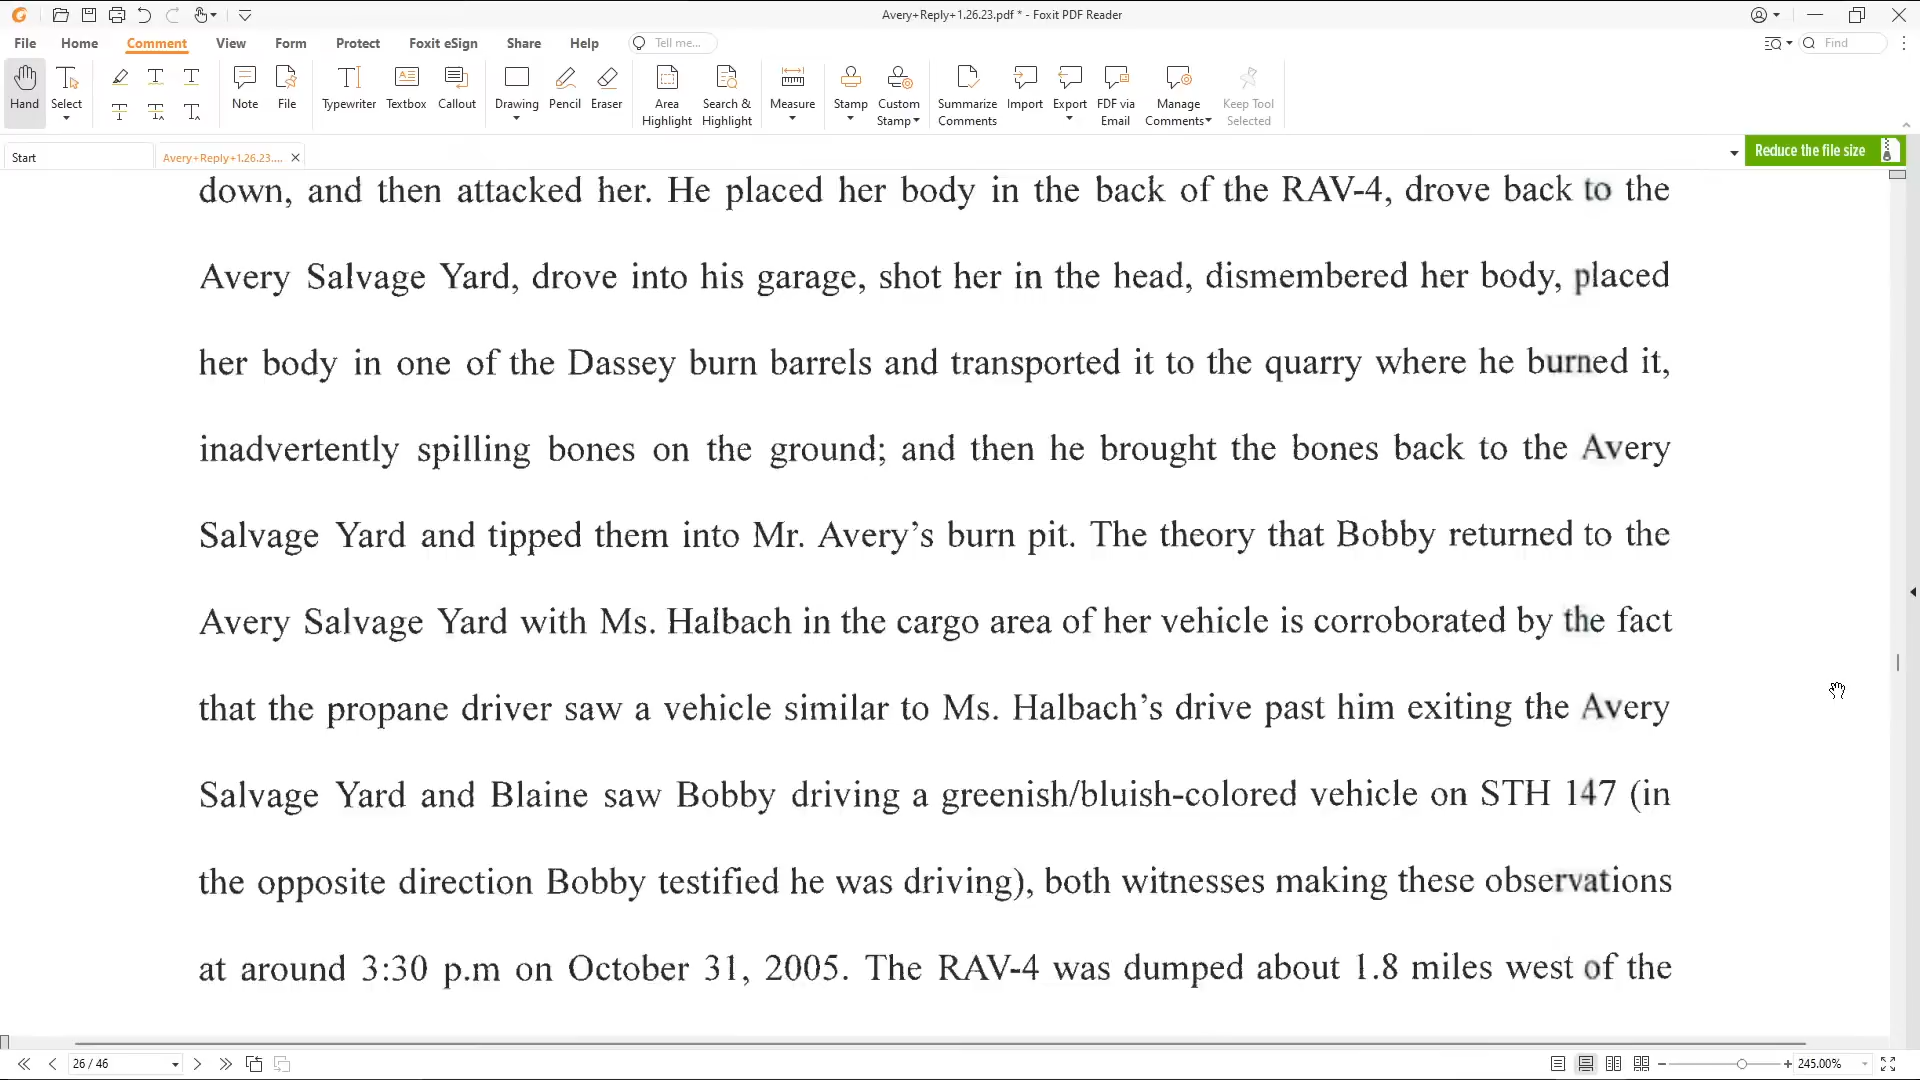 Avery+Reply+1.26.23.pdf * - Foxit PDF Reader
File Home Comment View Form Protect Foxit eSign Share Help Tell me... Find
Hand Select Note File Typewriter Textbox Callout Drawing Pencil Eraser Area Highlight Search & Highlight Measure Stamp Custom Stamp Summarize Comments Import Export FDF via Email Manage Comments Keep Tool Selected
Start Avery+Reply+1.26.23.... Reduce the file size
down, and then attacked her. He placed her body in the back of the RAV-4, drove back to the
Avery Salvage Yard, drove into his garage, shot her in the head, dismembered her body, placed
her body in one of the Dassey burn barrels and transported it to the quarry where he burned it,
inadvertently spilling bones on the ground; and then he brought the bones back to the Avery
Salvage Yard and tipped them into Mr. Avery's burn pit. The theory that Bobby returned to the
Avery Salvage Yard with Ms. Halbach in the cargo area of her vehicle is corroborated by the fact
that the propane driver saw a vehicle similar to Ms. Halbach's drive past him exiting the Avery
Salvage Yard and Blaine saw Bobby driving a greenish/bluish-colored vehicle on STH 147 (in
the opposite direction Bobby testified he was driving), both witnesses making these observations
at around 3:30 p.m on October 31, 2005. The RAV-4 was dumped about 1.8 miles west of the
26 / 46 245.00%